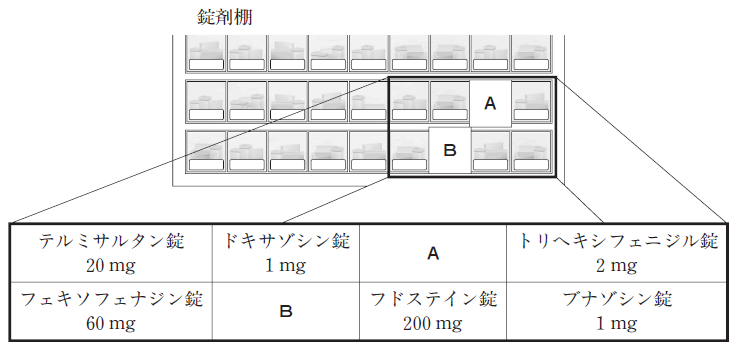 錠剤棚
A
B
テルミサルタン錠
20 mg
ドキサゾシン錠
1 mg
A
トリヘキシフェニジル錠
2 mg
フェキソフェナジン錠
60 mg
B
フドステイン錠
200 mg
ブナゾシン錠
1 mg